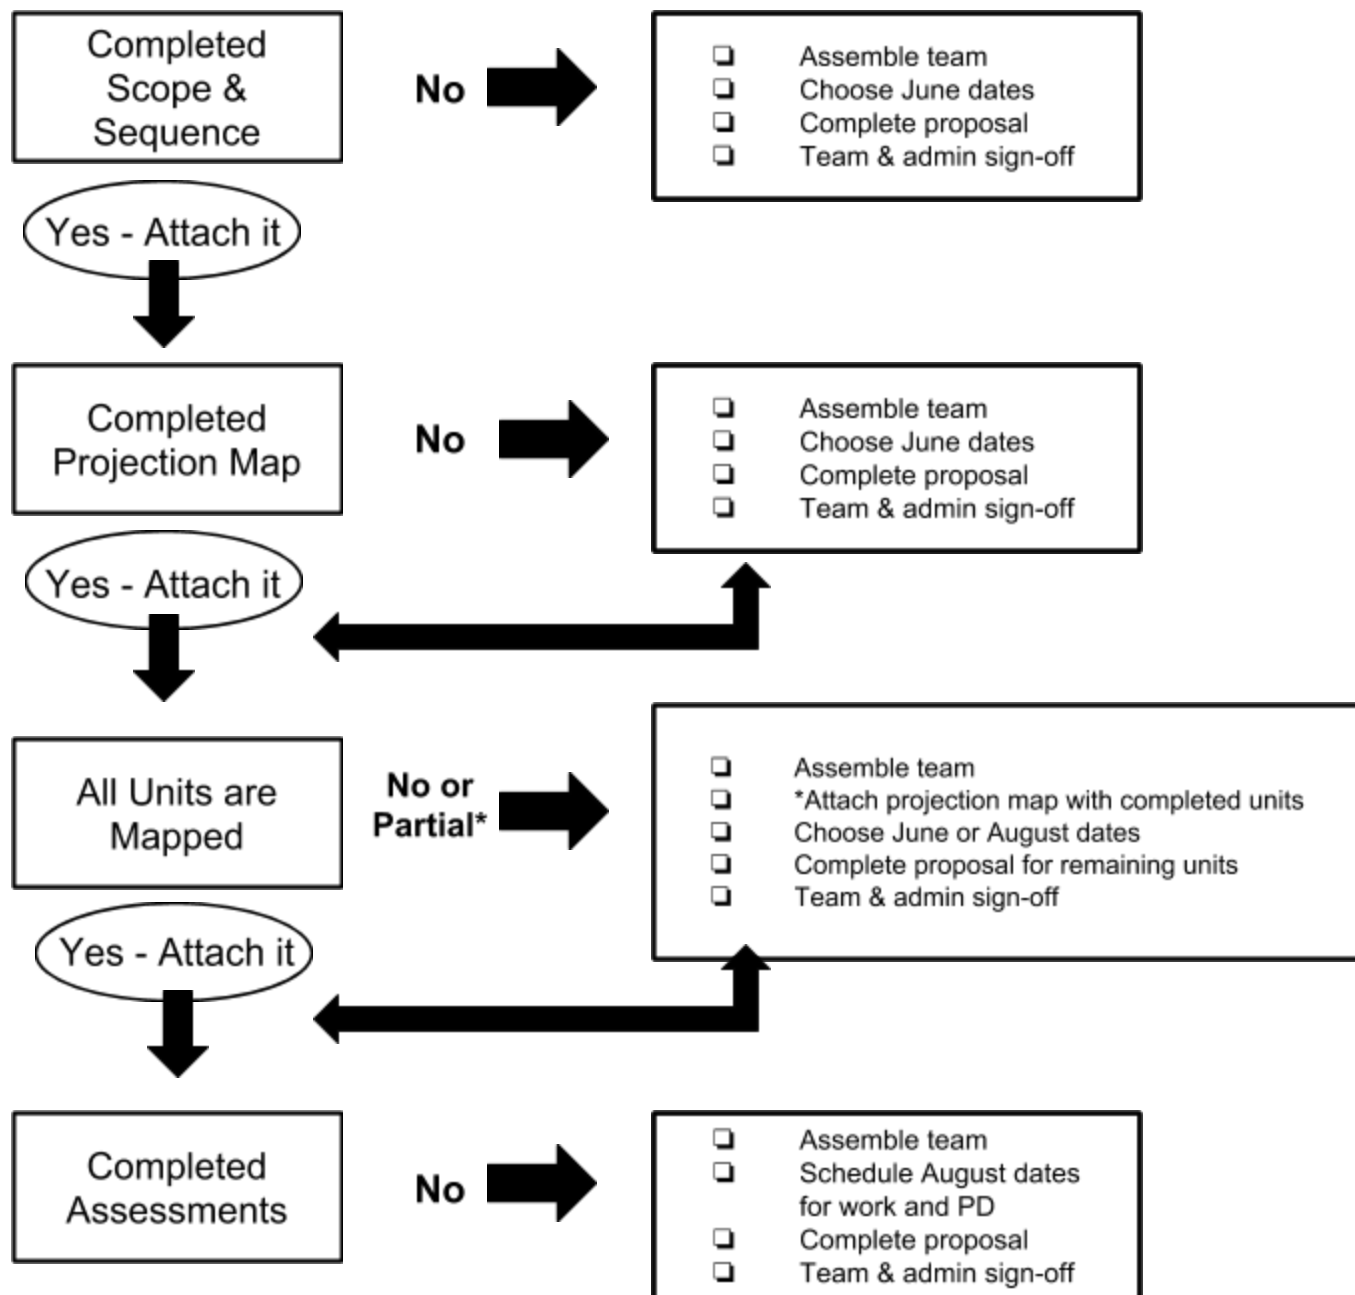 Completed
Scope &
Sequence
No
❏ Assemble team
❏ Choose June dates
❏ Complete proposal
❏ Team & admin sign-off
Yes - Attach it
Completed
Projection Map
No
❏ Assemble team
❏ Choose June dates
❏ Complete proposal
❏ Team & admin sign-off
Yes - Attach it
All Units are
Mapped
No or
Partial*
❏ Assemble team
❏ *Attach projection map with completed units
❏ Choose June or August dates
❏ Complete proposal for remaining units
❏ Team & admin sign-off
Yes - Attach it
Completed
Assessments
No
❏ Assemble team
❏ Schedule August dates
for work and PD
❏ Complete proposal
❏ Team & admin sign-off